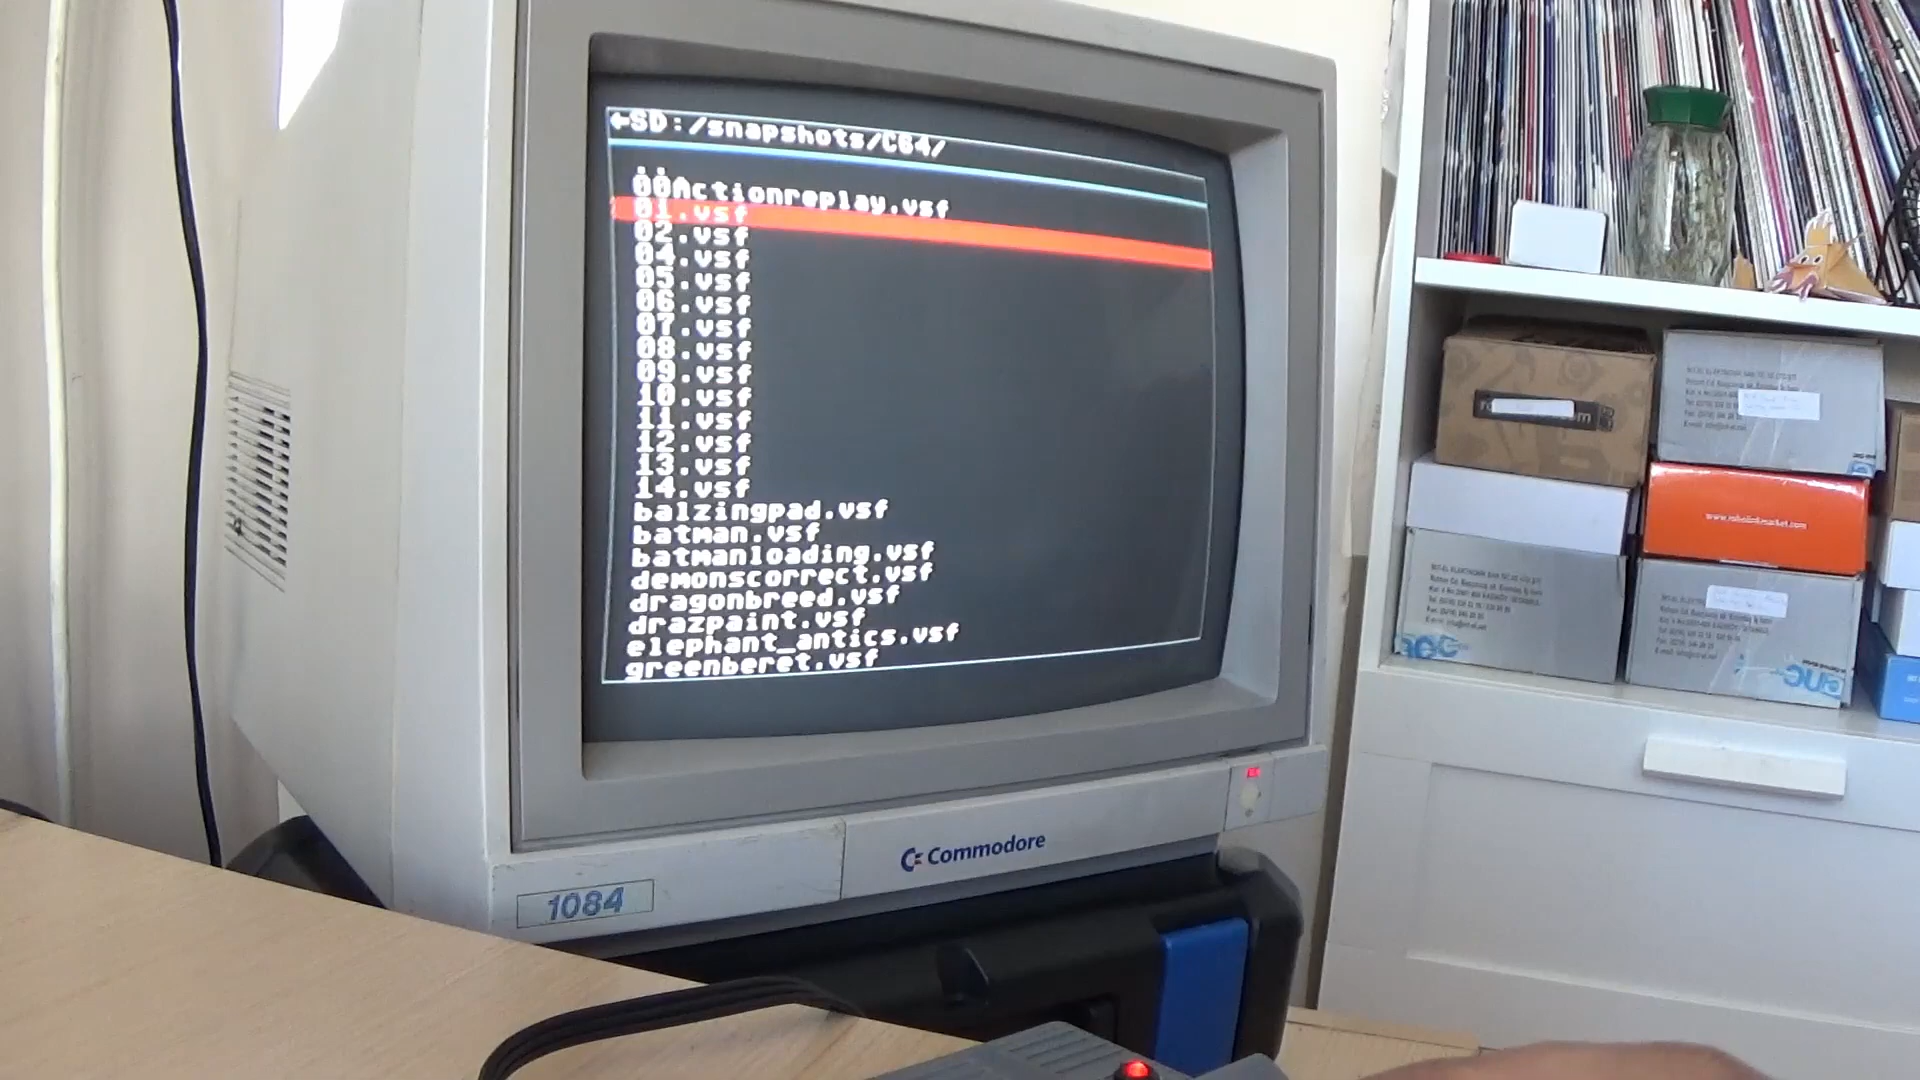 ←SD:/snapshots/C64/
..
00Actionreplay.vsf
01.vsf
02.vsf
04.vsf
05.vsf
06.vsf
07.vsf
08.vsf
09.vsf
10.vsf
11.vsf
12.vsf
13.vsf
14.vsf
balzingpad.vsf
batman.vsf
batmanloading.vsf
demonscorrect.vsf
dragonbreed.vsf
drazpaint.vsf
elephant_antics.vsf
greenberet.vsf
Commodore
1084